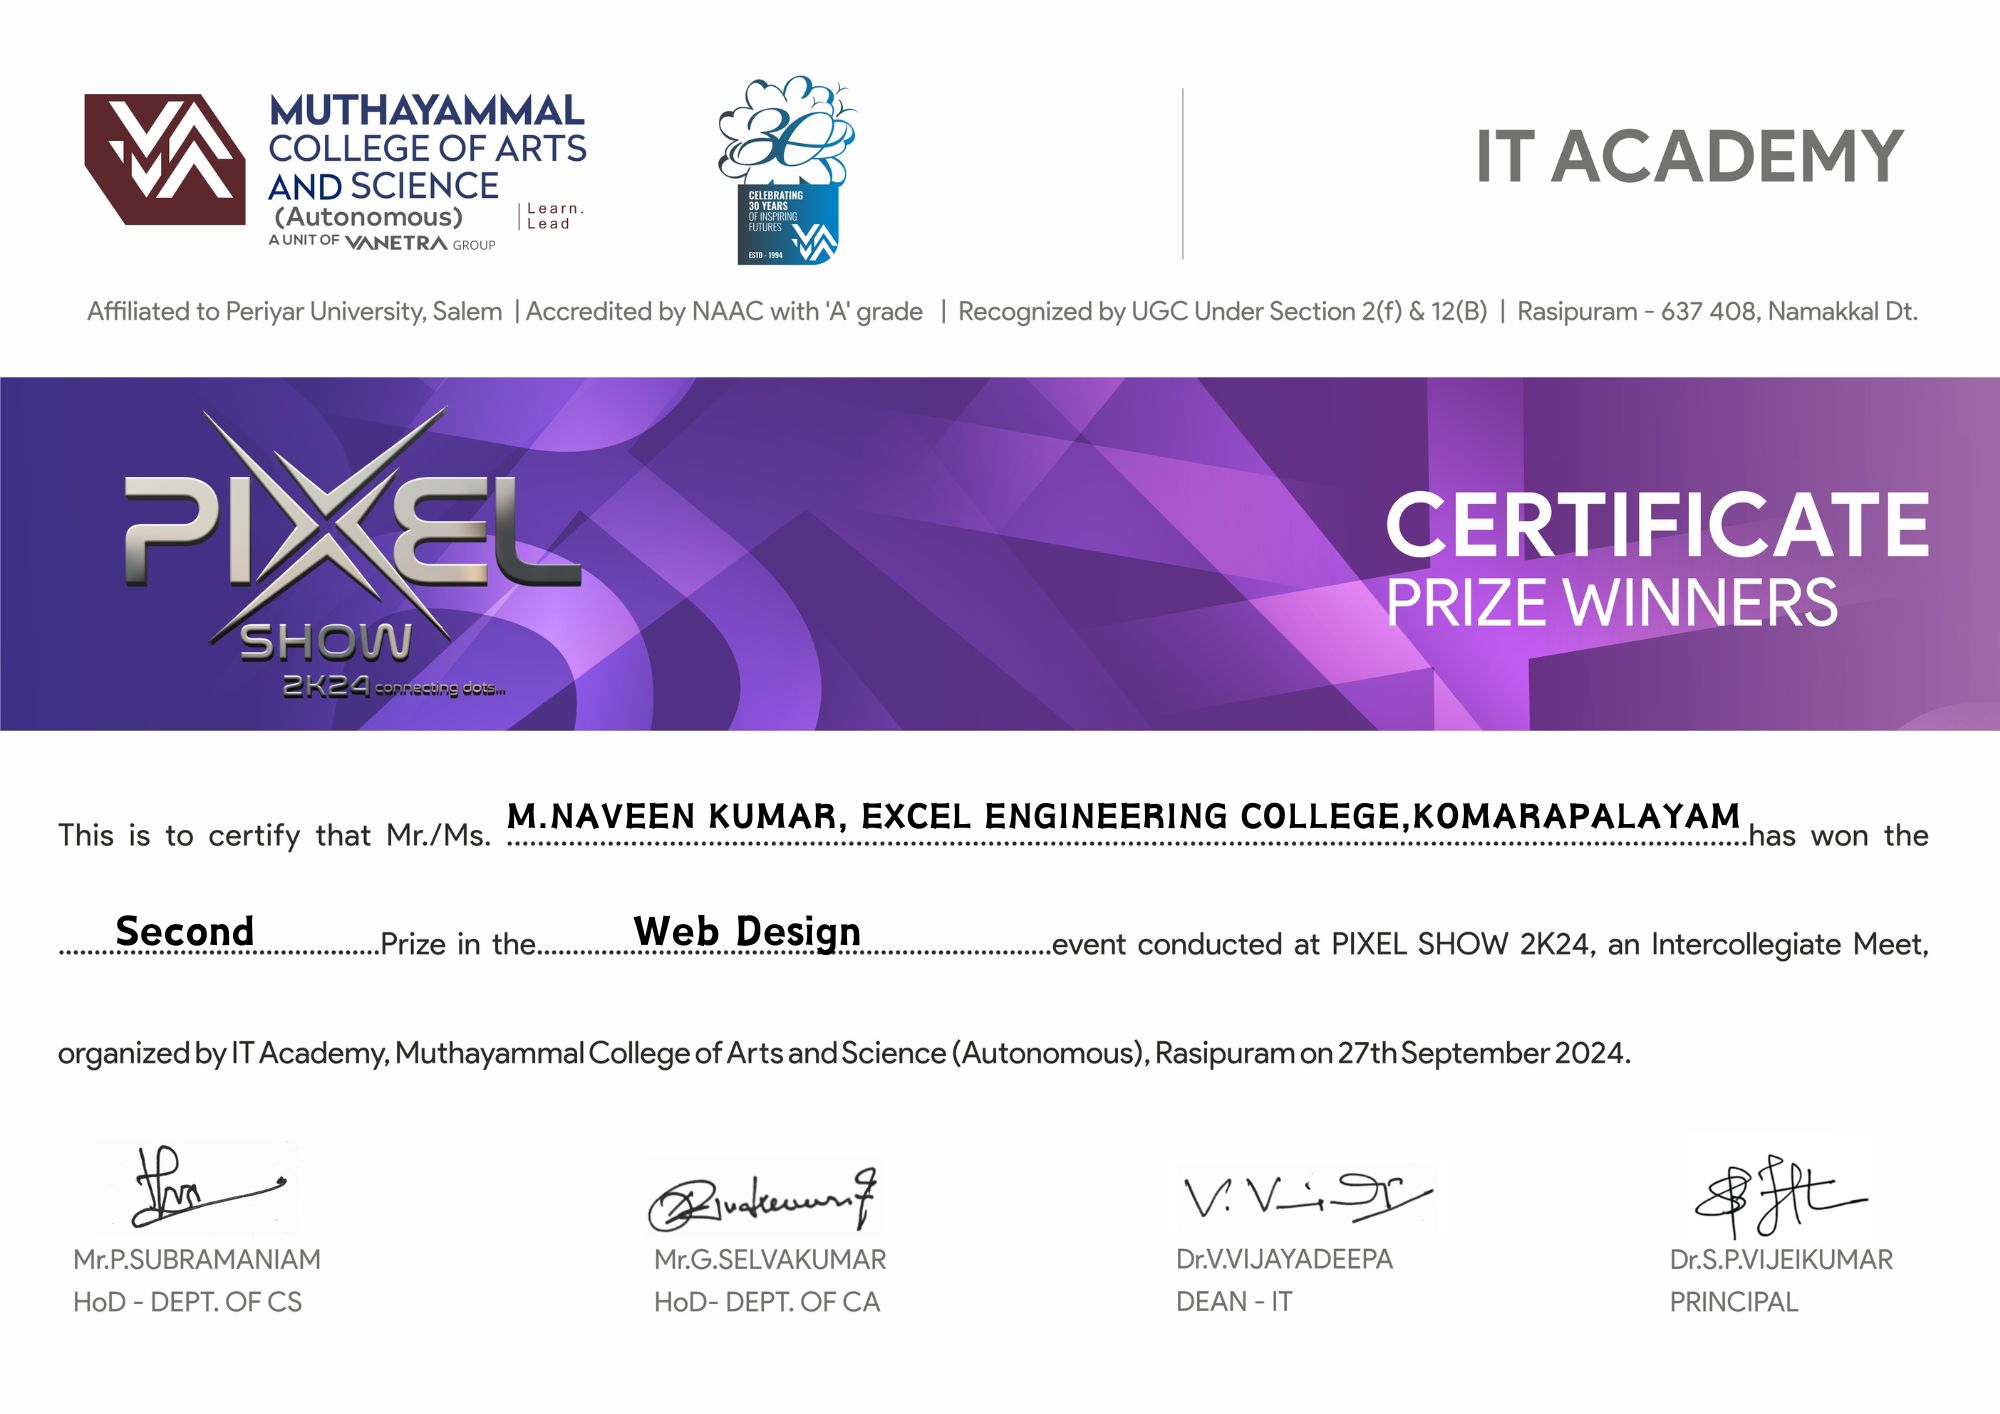 MUTHAYAMMAL
COLLEGE OF ARTS
AND SCIENCE
(Autonomous)
Learn.
Lead
A UNIT OF VANETRA GROUP
30
CELEBRATING
30 YEARS
OF INSPIRING
FUTURES
ESTD - 1994
IT ACADEMY
Affiliated to Periyar University, Salem | Accredited by NAAC with 'A' grade | Recognized by UGC Under Section 2(f) & 12(B) | Rasipuram - 637 408, Namakkal Dt.
PIXEL
SHOW
2K24 connecting dots...
CERTIFICATE
PRIZE WINNERS
This is to certify that Mr./Ms. M.NAVEEN KUMAR, EXCEL ENGINEERING COLLEGE,KOMARAPALAYAM has won the
Second Prize in the Web Design event conducted at PIXEL SHOW 2K24, an Intercollegiate Meet,
organized by IT Academy, Muthayammal College of Arts and Science (Autonomous), Rasipuram on 27th September 2024.
Mr.P.SUBRAMANIAM
HoD - DEPT. OF CS
Mr.G.SELVAKUMAR
HoD- DEPT. OF CA
Dr.V.VIJAYADEEPA
DEAN - IT
Dr.S.P.VIJEIKUMAR
PRINCIPAL